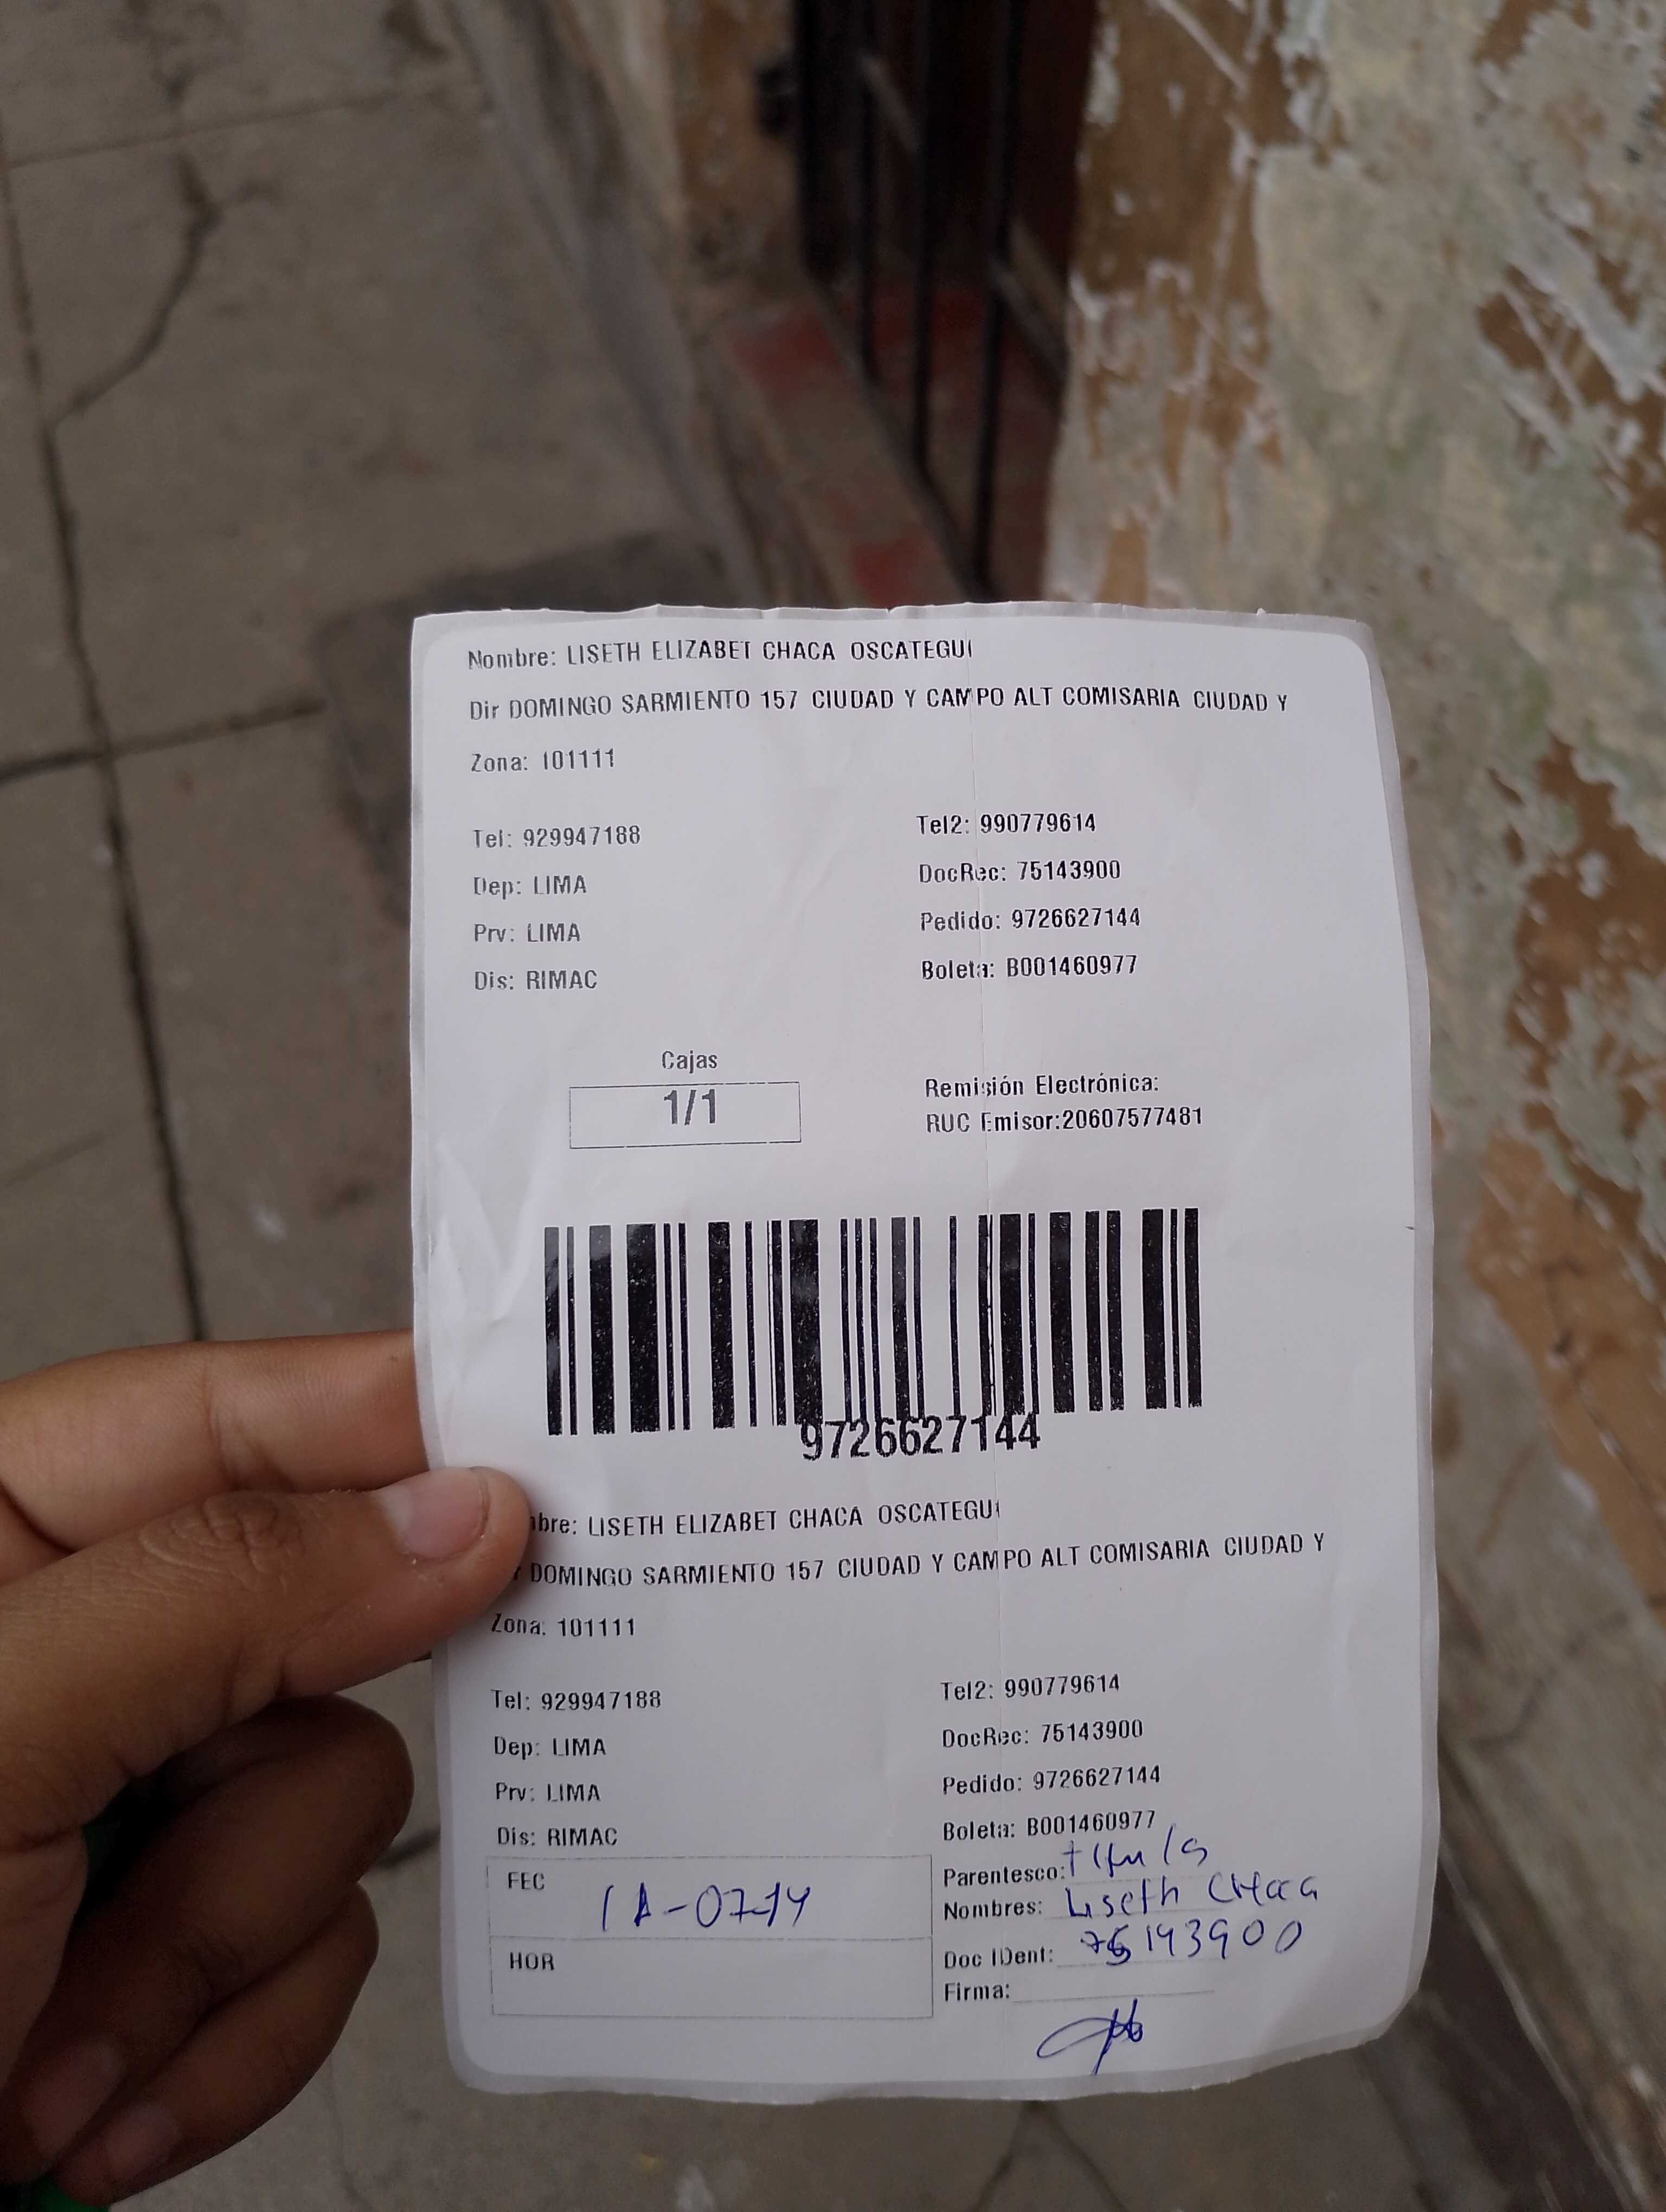 Nombre: LISETH ELIZABET CHACA OSCATEGUI
Dir DOMINGO SARMIENTO 157 CIUDAD Y CAMPO ALT COMISARIA CIUDAD Y
Zona: 101111
Tel: 929947188 Tel2: 990779614
Dep: LIMA DocRec: 75143900
Prv: LIMA Pedido: 9726627144
Dis: RIMAC Boleta: B001460977
Cajas
1/1
Remisión Electrónica:
RUC Emisor:20607577481
9726627144
bre: LISETH ELIZABET CHACA OSCATEGUI
DOMINGO SARMIENTO 157 CIUDAD Y CAMPO ALT COMISARIA CIUDAD Y
Zona: 101111
Tel: 929947188 Tel2: 990779614
Dep: LIMA DocRec: 75143900
Prv: LIMA Pedido: 9726627144
Dis: RIMAC Boleta: B001460977
FEC
Parentesco:
Nombres: Liseth Chaca
HOR
Doc IDent: 75143900
Firma: